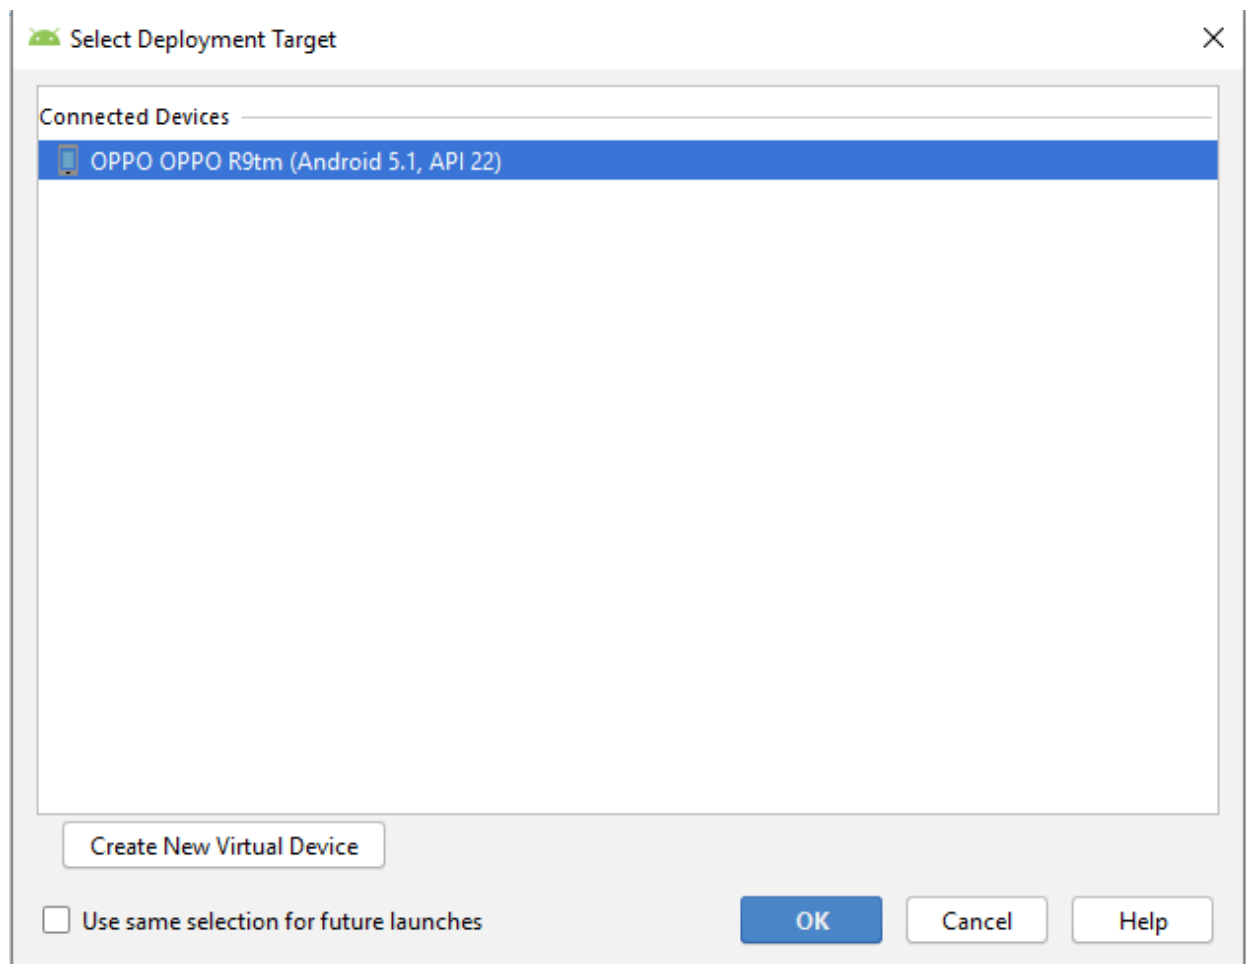 Select Deployment Target
Connected Devices
OPPO OPPO R9tm (Android 5.1, API 22)
Create New Virtual Device
Use same selection for future launches
OK
Cancel
Help